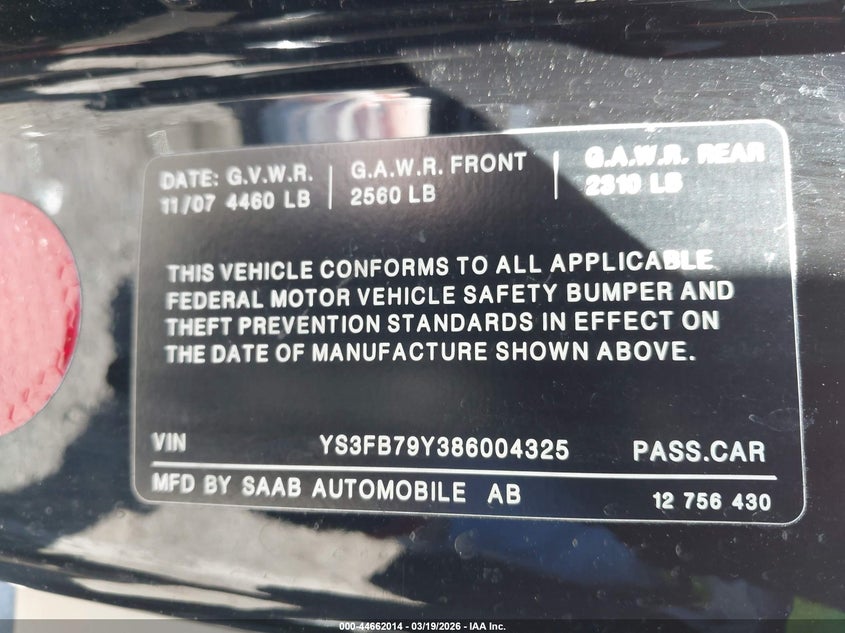 DATE: G.V.W.R. | G.A.W.R. FRONT | G.A.W.R. REAR
11/07 4460 LB | 2560 LB | 2310 LB
THIS VEHICLE CONFORMS TO ALL APPLICABLE
FEDERAL MOTOR VEHICLE SAFETY BUMPER AND
THEFT PREVENTION STANDARDS IN EFFECT ON
THE DATE OF MANUFACTURE SHOWN ABOVE.
VIN YS3FB79Y386004325 PASS.CAR
MFD BY SAAB AUTOMOBILE AB 12 756 430
000-44662014 - 03/19/2026 - IAA Inc.